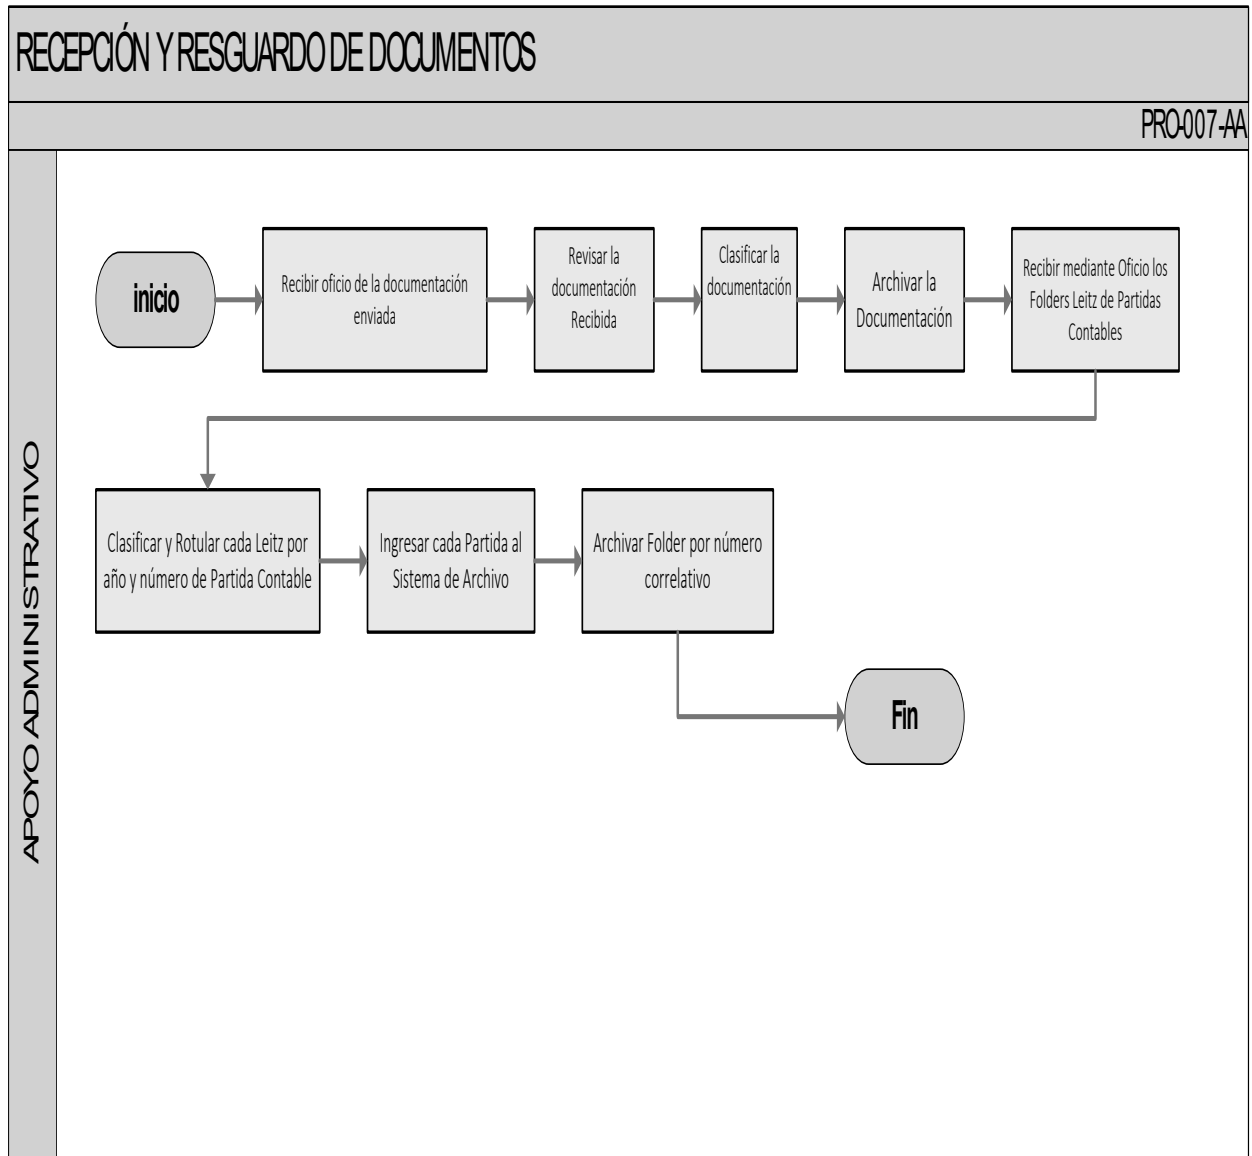 RECEPCIÓN Y RESGUARDO DE DOCUMENTOS
PRO-007-AA
APOYO ADMINISTRATIVO
inicio
Recibir oficio de la documentación
enviada
Revisar la
documentación
Recibida
Clasificar la
documentación
Archivar la
Documentación
Recibir mediante Oficio los
Folders Leitz de Partidas
Contables
Clasificar y Rotular cada Leitz por
año y número de Partida Contable
Ingresar cada Partida al
Sistema de Archivo
Archivar Folder por número
correlativo
Fin